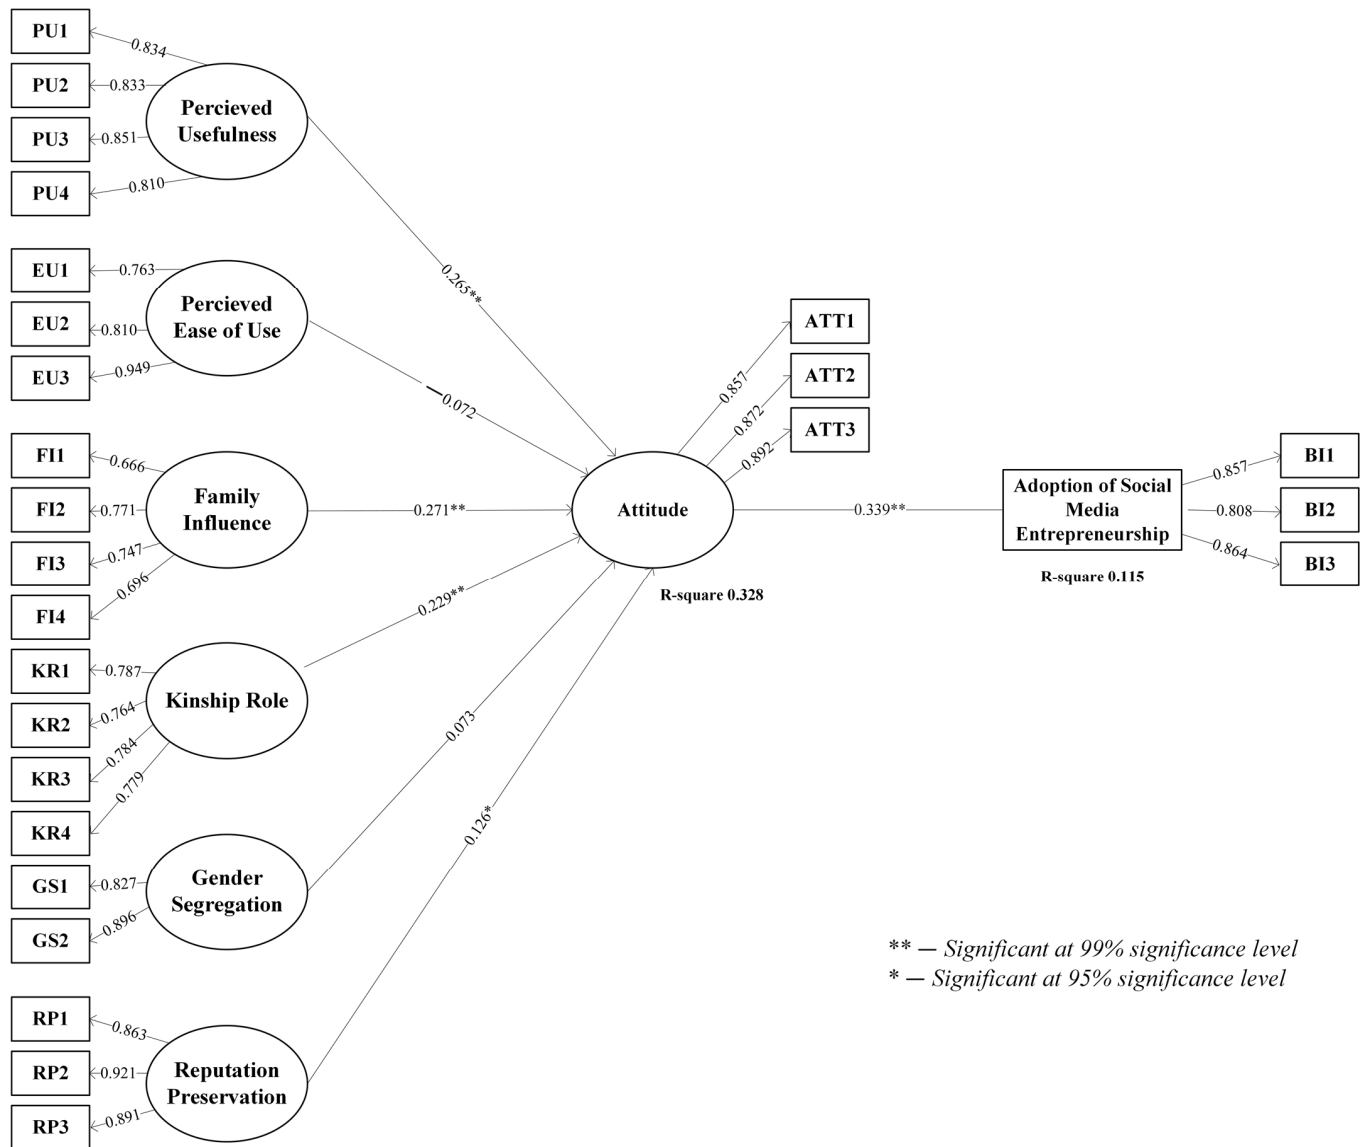 PU1
0.834
PU2
0.833
PU3
0.851
PU4
0.810
Percieved
Usefulness
0.265**
EU1
0.763
EU2
0.810
EU3
0.949
Percieved
Ease of Use
—0.072
FI1
0.666
FI2
0.771
FI3
0.747
FI4
0.696
Family
Influence
0.271**
KR1
0.787
KR2
0.764
KR3
0.784
KR4
0.779
Kinship Role
0.229**
GS1
0.827
GS2
0.896
Gender
Segregation
0.073
RP1
0.863
RP2
0.921
RP3
0.891
Reputation
Preservation
0.126*
ATT1
0.857
ATT2
0.872
ATT3
0.892
Attitude
R-square 0.328
0.339**
Adoption of Social
Media
Entrepreneurship
R-square 0.115
BI1
0.857
BI2
0.808
BI3
0.864
** — Significant at 99% significance level
* — Significant at 95% significance level